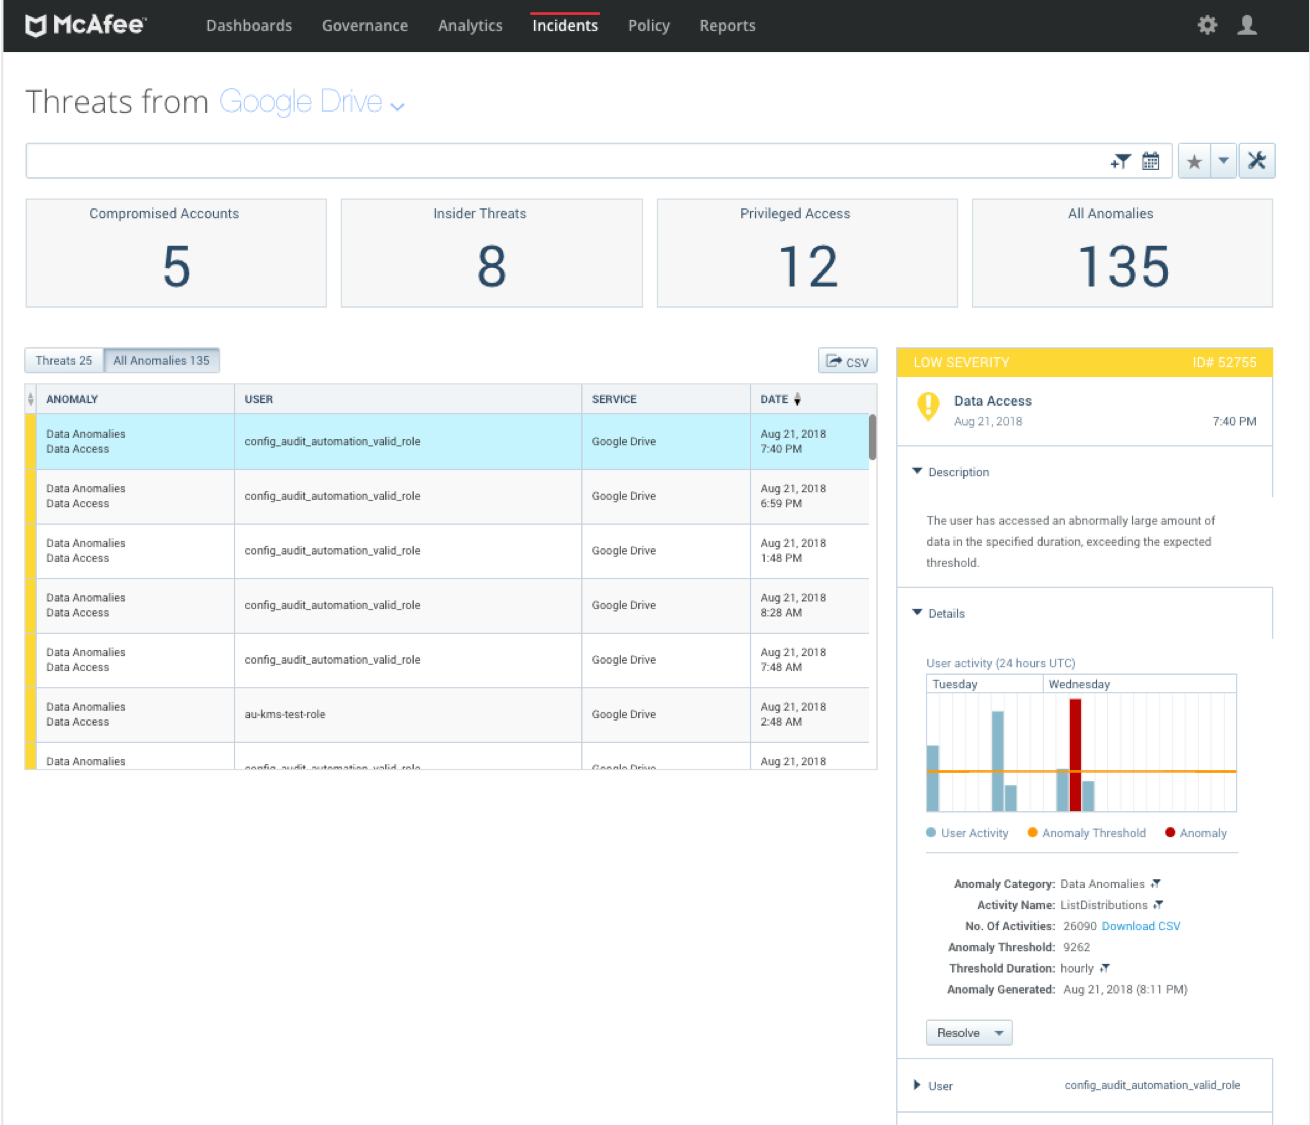 McAfee™
Dashboards Governance Analytics Incidents Policy Reports
Threats from Google Drive
Compromised Accounts
5
Insider Threats
8
Privileged Access
12
All Anomalies
135
Threats 25 All Anomalies 135
CSV
ANOMALY USER SERVICE DATE
Data Anomalies
Data Access
config_audit_automation_valid_role
Google Drive
Aug 21, 2018
7:40 PM
Data Anomalies
Data Access
config_audit_automation_valid_role
Google Drive
Aug 21, 2018
6:59 PM
Data Anomalies
Data Access
config_audit_automation_valid_role
Google Drive
Aug 21, 2018
1:48 PM
Data Anomalies
Data Access
config_audit_automation_valid_role
Google Drive
Aug 21, 2018
8:28 AM
Data Anomalies
Data Access
config_audit_automation_valid_role
Google Drive
Aug 21, 2018
7:48 AM
Data Anomalies
Data Access
au-kms-test-role
Google Drive
Aug 21, 2018
2:48 AM
Data Anomalies
config_audit_automation_valid_role
Google Drive
Aug 21, 2018
LOW SEVERITY ID# 52755
Data Access
Aug 21, 2018 7:40 PM
Description
The user has accessed an abnormally large amount of
data in the specified duration, exceeding the expected
threshold.
Details
User activity (24 hours UTC)
Tuesday Wednesday
User Activity Anomaly Threshold Anomaly
Anomaly Category: Data Anomalies
Activity Name: ListDistributions
No. Of Activities: 26090 Download CSV
Anomaly Threshold: 9262
Threshold Duration: hourly
Anomaly Generated: Aug 21, 2018 (8:11 PM)
Resolve
User config_audit_automation_valid_role